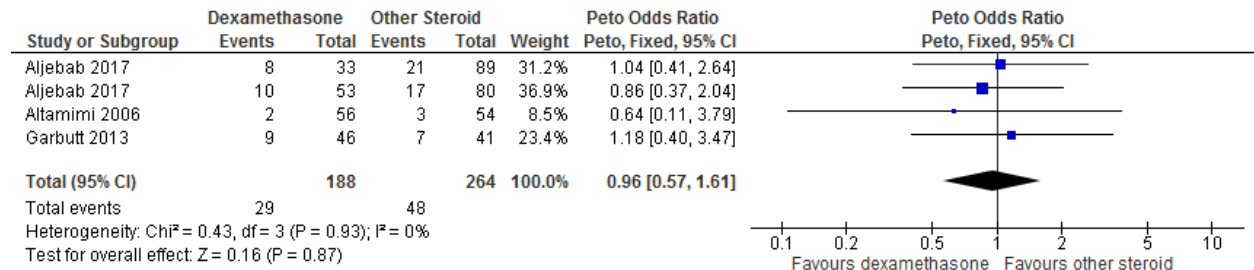 Dexamethasone Other Steroid Peto Odds Ratio Peto Odds Ratio
Study or Subgroup Events Total Events Total Weight Peto, Fixed, 95% CI Peto, Fixed, 95% CI
Aljebab 2017 8 33 21 89 31.2% 1.04 [0.41, 2.64]
Aljebab 2017 10 53 17 80 36.9% 0.86 [0.37, 2.04]
Altamimi 2006 2 56 3 54 8.5% 0.64 [0.11, 3.79]
Garbutt 2013 9 46 7 41 23.4% 1.18 [0.40, 3.47]
Total (95% CI) 188 264 100.0% 0.96 [0.57, 1.61]
Total events 29 48
Heterogeneity: Chi² = 0.43, df = 3 (P = 0.93); I² = 0%
Test for overall effect: Z = 0.16 (P = 0.87)
0.1 0.2 0.5 1 2 5 10
Favours dexamethasone Favours other steroid